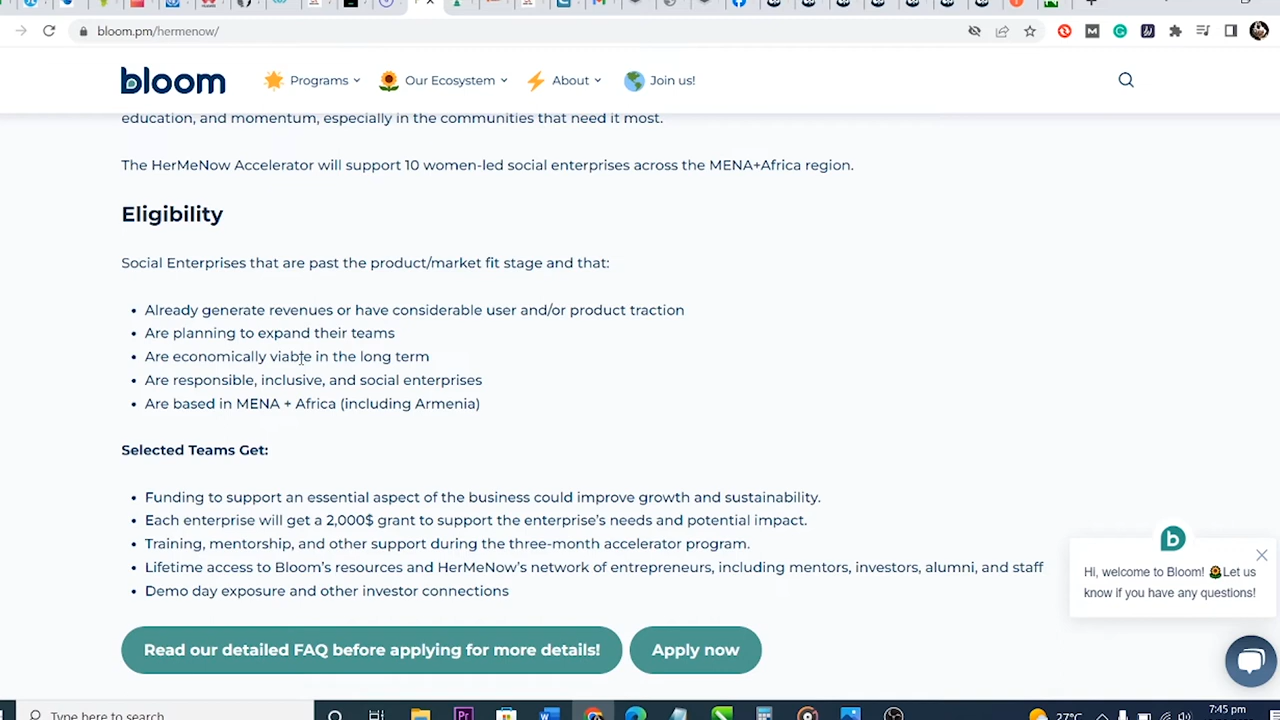 bloom.pm/hermenow/
bloom
Programs
Our Ecosystem
About
Join us!
education, and momentum, especially in the communities that need it most.
The HerMeNow Accelerator will support 10 women-led social enterprises across the MENA+Africa region.
Eligibility
Social Enterprises that are past the product/market fit stage and that:
• Already generate revenues or have considerable user and/or product traction
• Are planning to expand their teams
• Are economically viable in the long term
• Are responsible, inclusive, and social enterprises
• Are based in MENA + Africa (including Armenia)
Selected Teams Get:
• Funding to support an essential aspect of the business could improve growth and sustainability.
• Each enterprise will get a 2,000$ grant to support the enterprise's needs and potential impact.
• Training, mentorship, and other support during the three-month accelerator program.
• Lifetime access to Bloom's resources and HerMeNow's network of entrepreneurs, including mentors, investors, alumni, and staff
• Demo day exposure and other investor connections
Hi, welcome to Bloom! 🌻Let us
know if you have any questions!
Read our detailed FAQ before applying for more details!
Apply now
Type here to search
27°C
7:45 pm